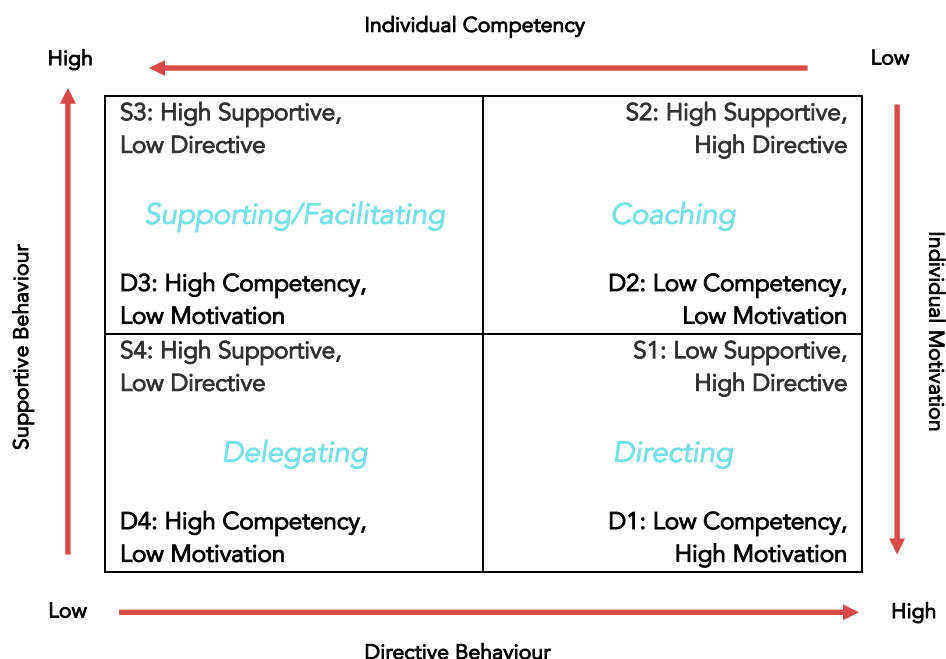 Individual Competency
High
Low
S3: High Supportive,
Low Directive
S2: High Supportive,
High Directive
Supporting/Facilitating
Coaching
D3: High Competency,
Low Motivation
D2: Low Competency,
Low Motivation
Supportive Behaviour
Individual Motivation
S4: High Supportive,
Low Directive
S1: Low Supportive,
High Directive
Delegating
Directing
D4: High Competency,
Low Motivation
D1: Low Competency,
High Motivation
Low
High
Directive Behaviour